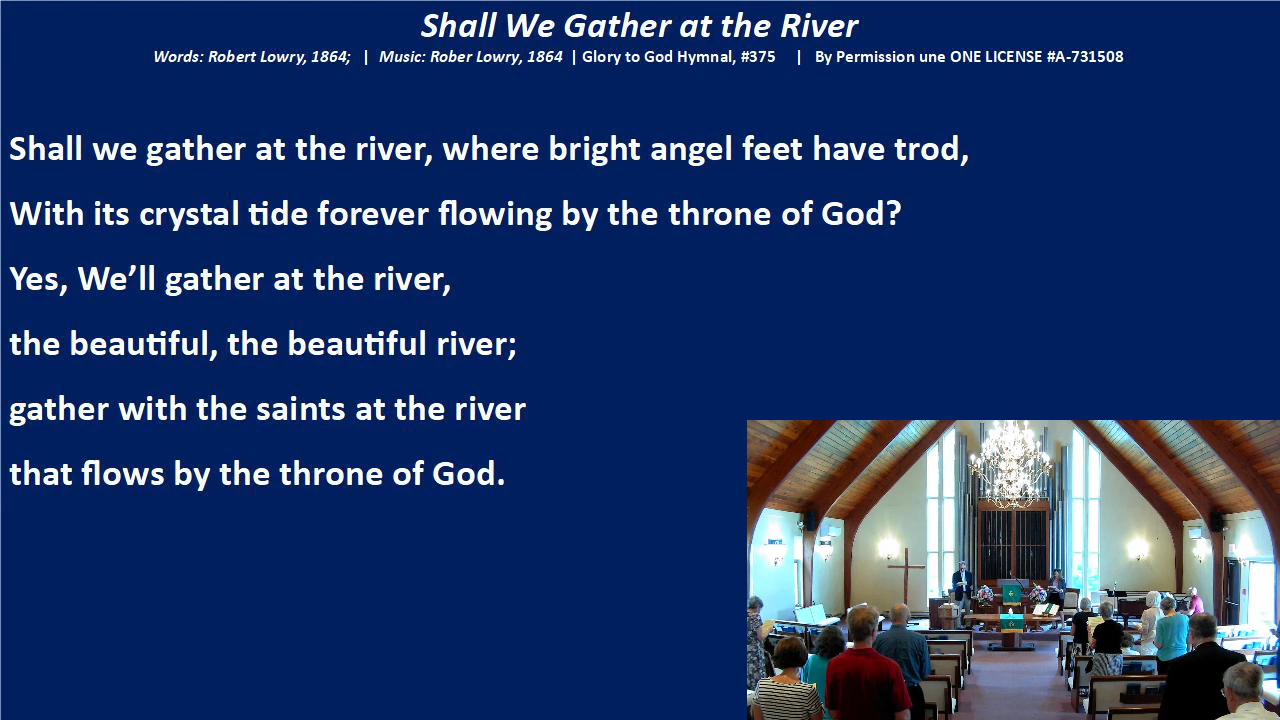 Shall We Gather at the River
Words: Robert Lowry, 1864; | Music: Rober Lowry, 1864 | Glory to God Hymnal, #375 | By Permission une ONE LICENSE #A-731508
Shall we gather at the river, where bright angel feet have trod,
With its crystal tide forever flowing by the throne of God?
Yes, We’ll gather at the river,
the beautiful, the beautiful river;
gather with the saints at the river
that flows by the throne of God.